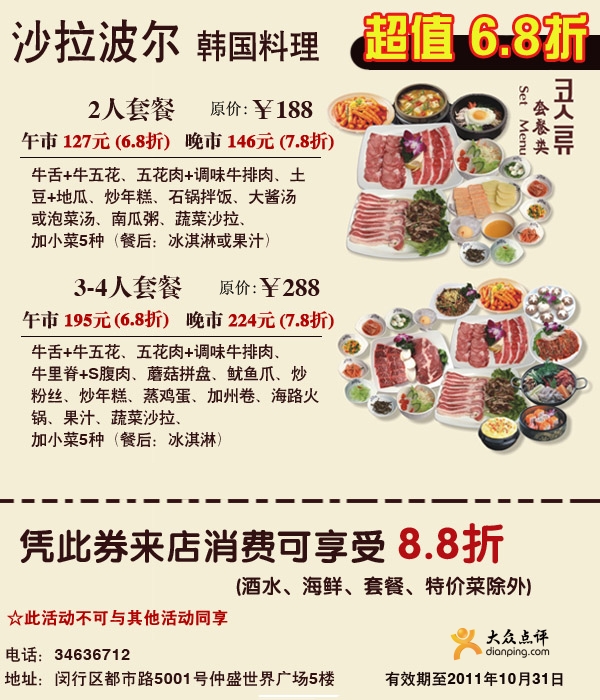 沙拉波尔 韩国料理
超值 6.8折
코스류
套餐类
Set Menu
2人套餐 原价:¥188
午市 127元 (6.8折) 晚市 146元 (7.8折)
牛舌+牛五花、五花肉+调味牛排肉、土
豆+地瓜、炒年糕、石锅拌饭、大酱汤
或泡菜汤、南瓜粥、蔬菜沙拉、
加小菜5种（餐后：冰淇淋或果汁）
3-4人套餐 原价:¥288
午市 195元 (6.8折) 晚市 224元 (7.8折)
牛舌+牛五花、五花肉+调味牛排肉、
牛里脊+S腹肉、蘑菇拼盘、鱿鱼爪、炒
粉丝、炒年糕、蒸鸡蛋、加州卷、海路火
锅、果汁、蔬菜沙拉、
加小菜5种（餐后：冰淇淋）
凭此券来店消费可享受 8.8折
(酒水、海鲜、套餐、特价菜除外)
☆此活动不可与其他活动同享
大众点评
dianping.com
电话：34636712
地址：闵行区都市路5001号仲盛世界广场5楼
有效期至2011年10月31日